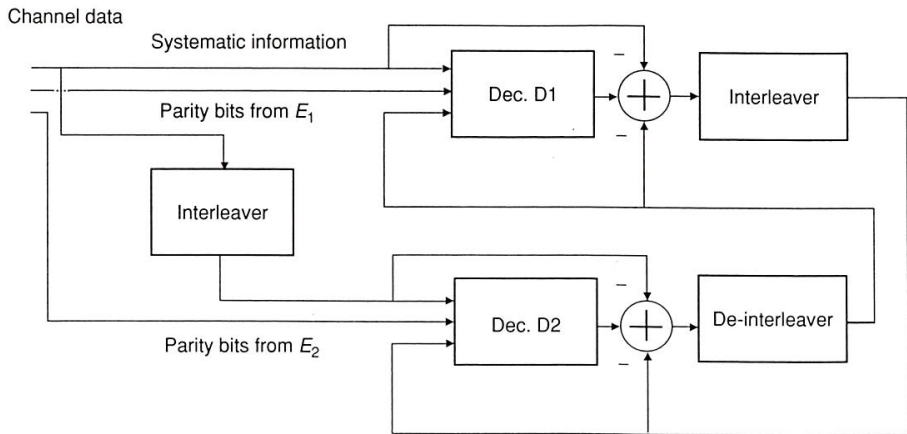 Channel data
Systematic information
Dec. D1
Interleaver
Parity bits from E1
Interleaver
Dec. D2
De-interleaver
Parity bits from E2